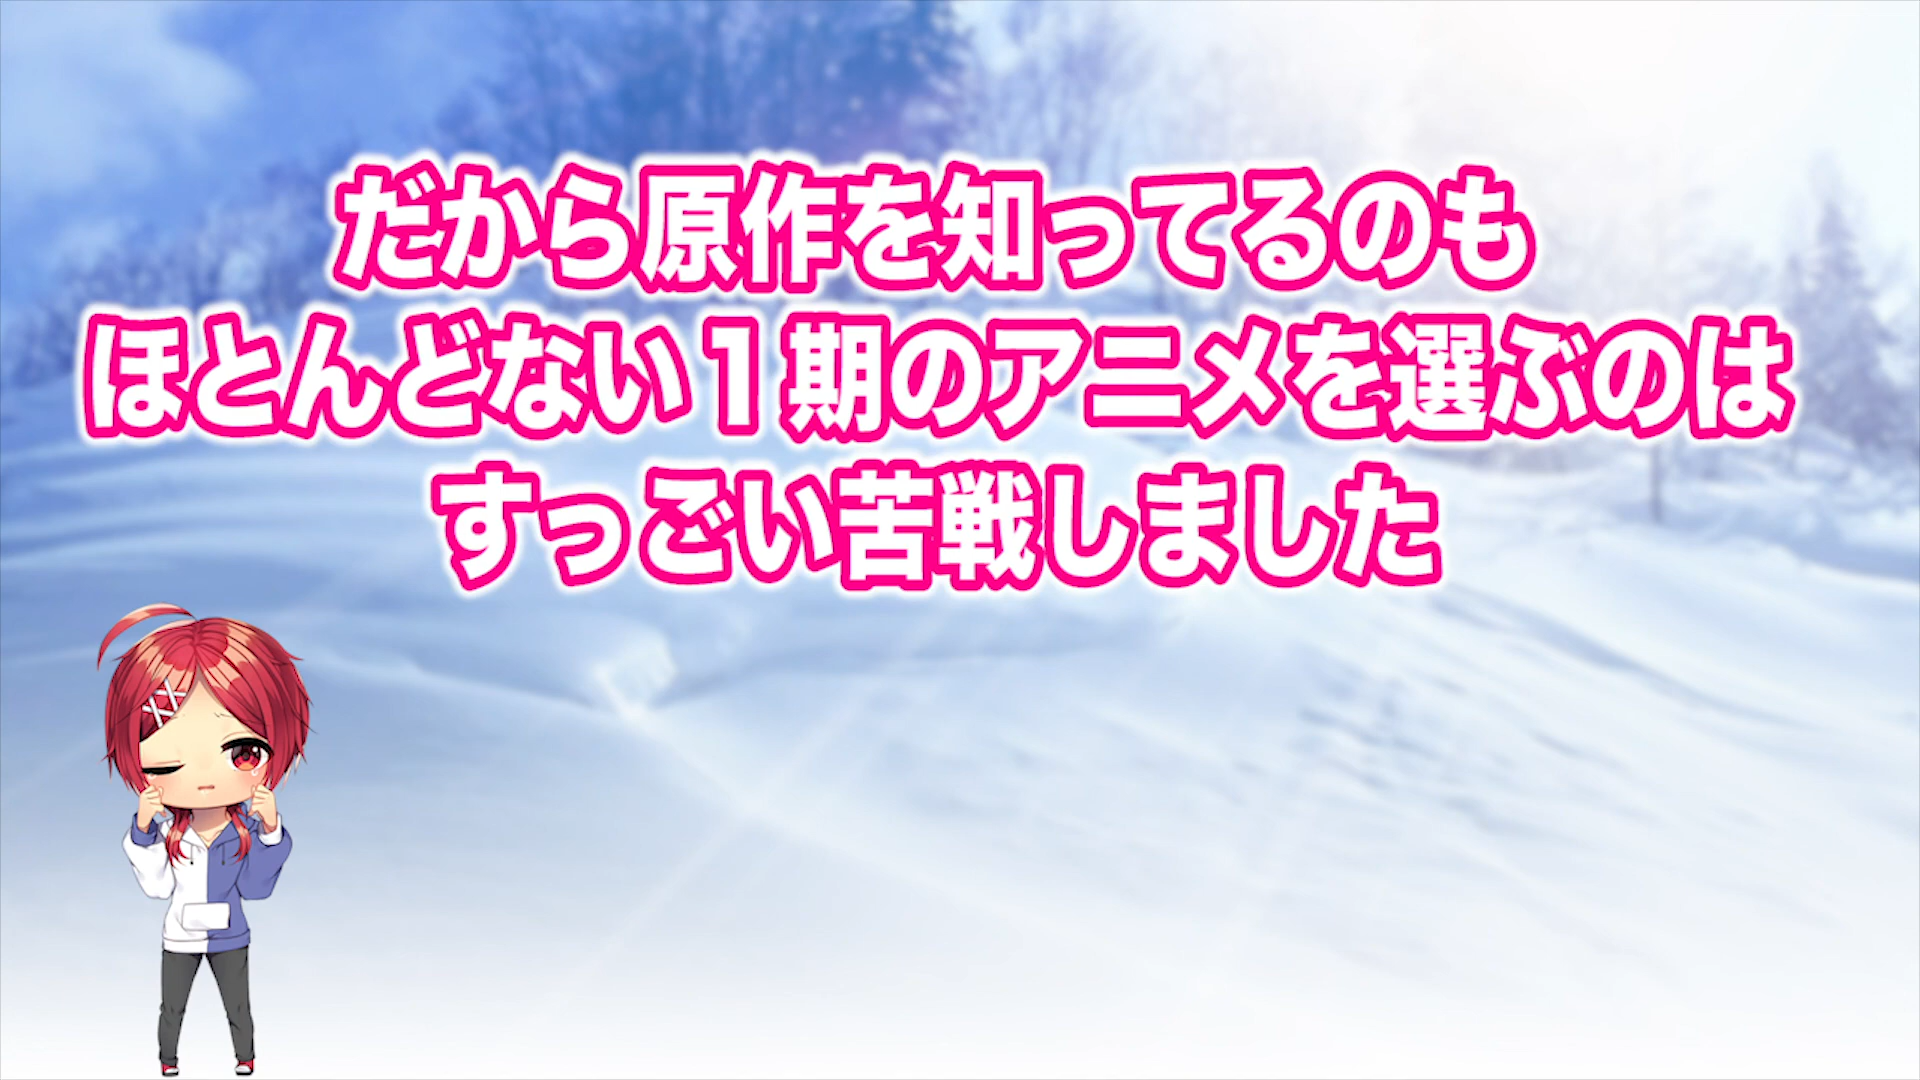 だから原作を知ってるのも
ほとんどない１期のアニメを選ぶのは
すっごい苦戦しました